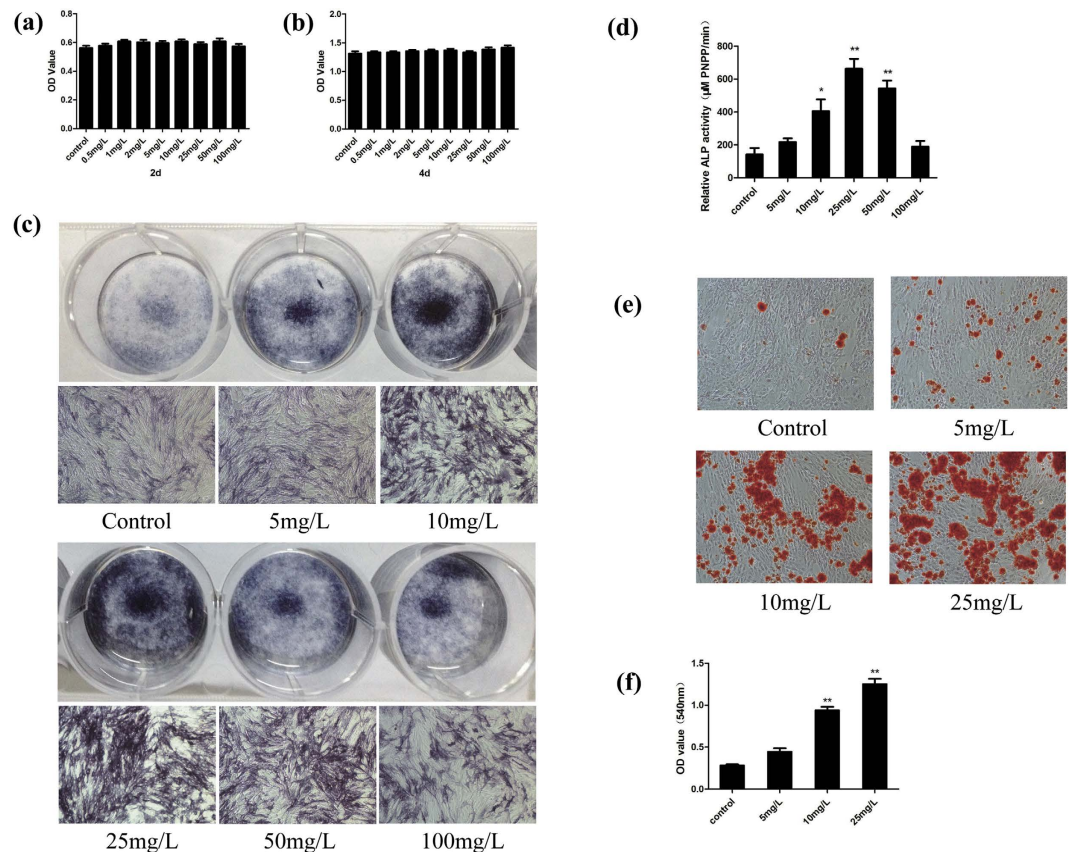 (a)
OD Value
0.8
0.6
0.4
0.2
0.0
control
0.5mg/L
1mg/L
2mg/L
5mg/L
10mg/L
25mg/L
50mg/L
100mg/L
2d
(b)
OD Value
2.0
1.5
1.0
0.5
0.0
control
0.5mg/L
1mg/L
2mg/L
5mg/L
10mg/L
25mg/L
50mg/L
100mg/L
4d
(c)
Control
5mg/L
10mg/L
25mg/L
50mg/L
100mg/L
(d)
Relative ALP activity (μM PNPP/min)
800
600
400
200
0
*
**
**
control
5mg/L
10mg/L
25mg/L
50mg/L
100mg/L
(e)
Control
5mg/L
10mg/L
25mg/L
(f)
OD value (540nm)
1.5
1.0
0.5
0.0
**
**
control
5mg/L
10mg/L
25mg/L